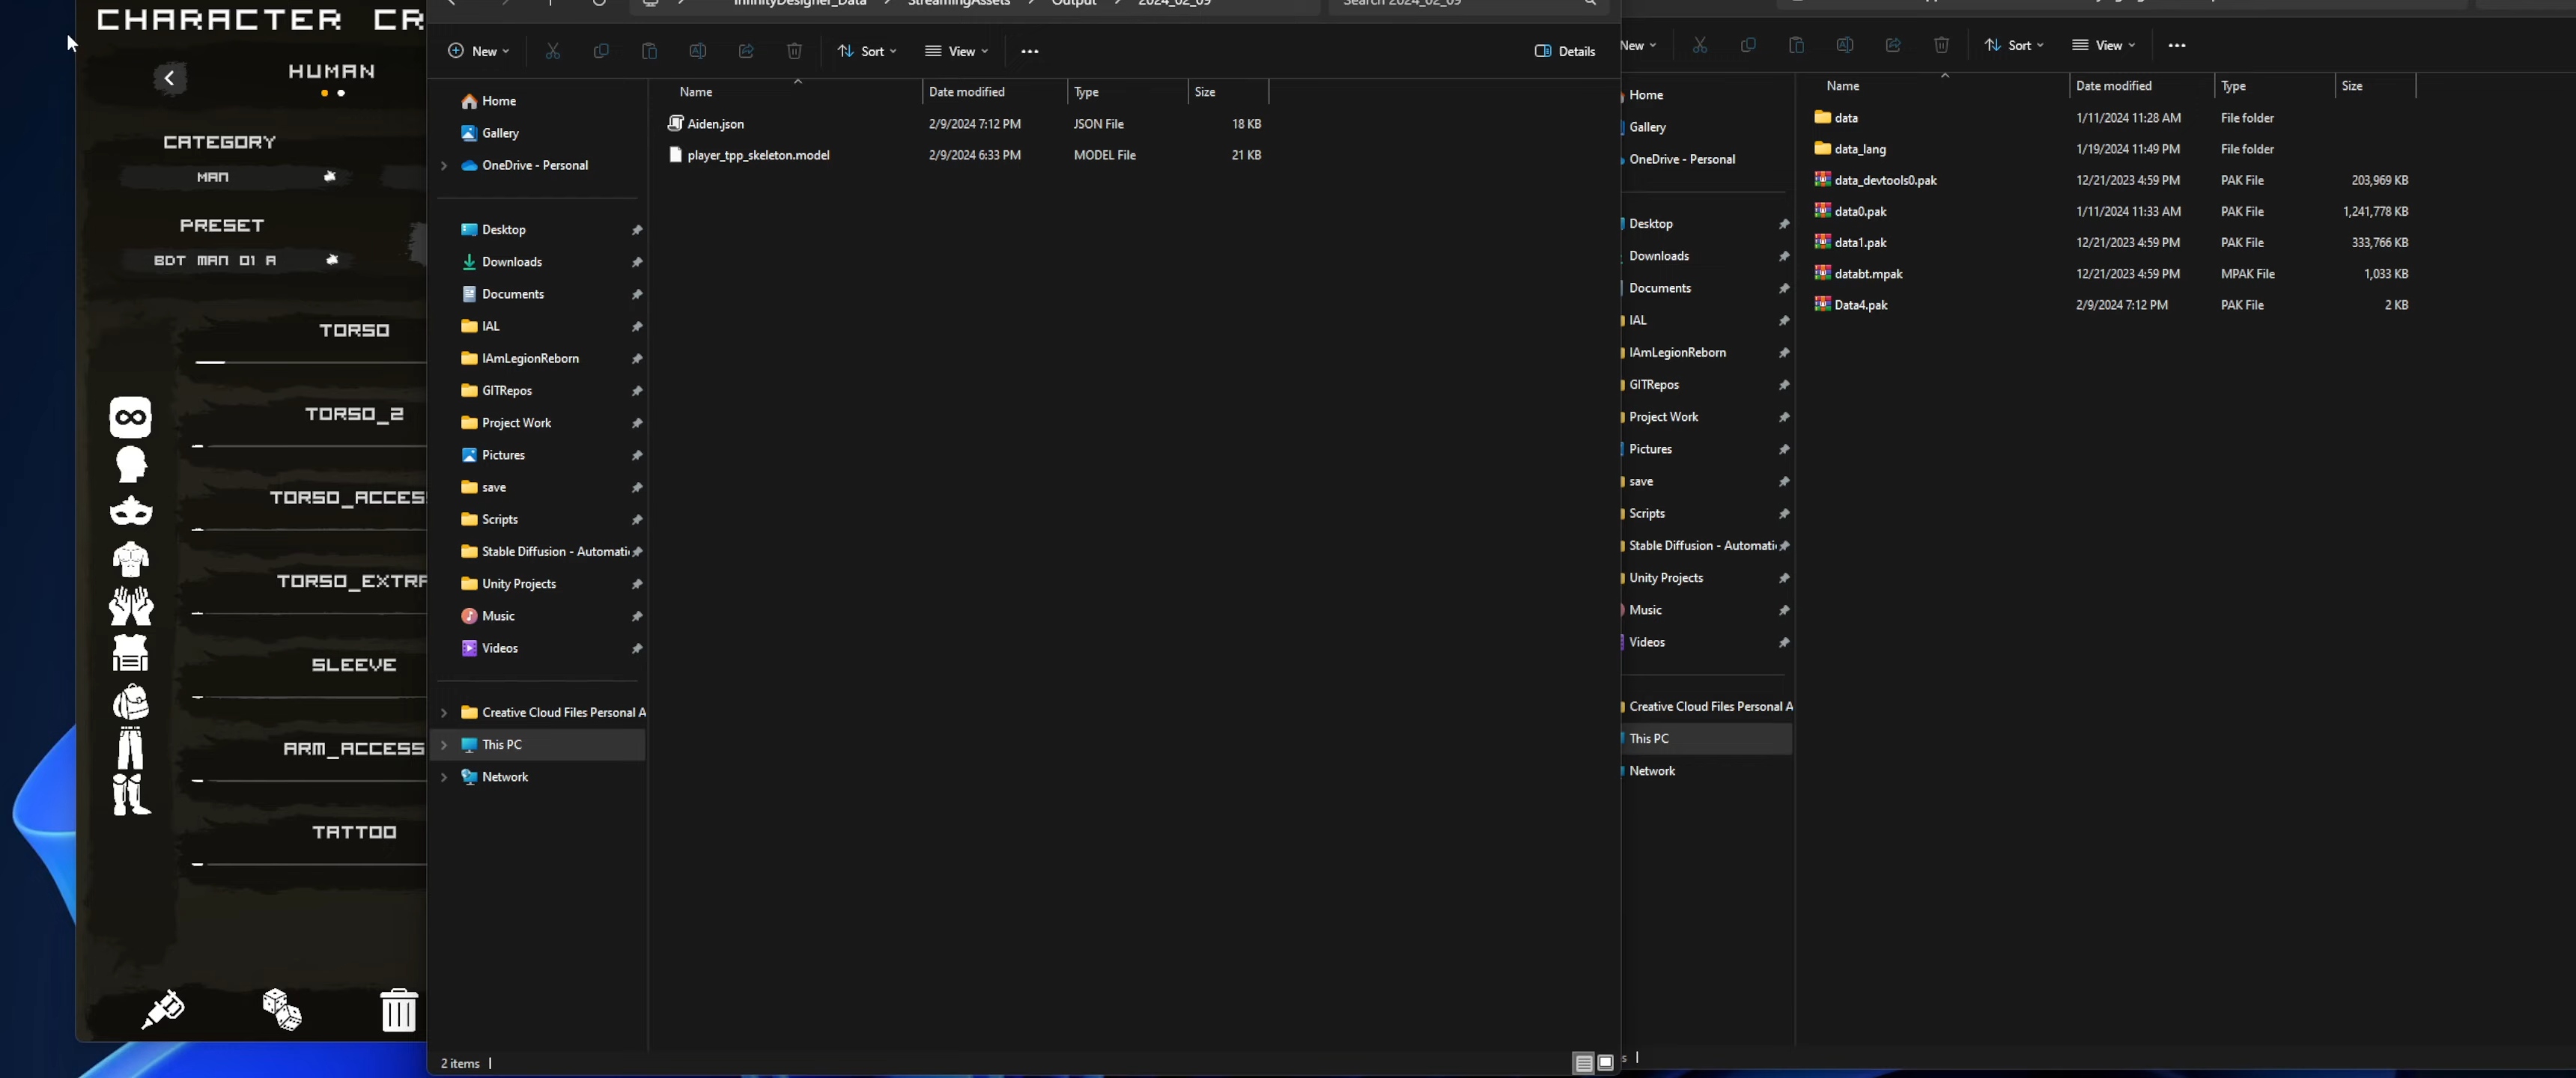 CHARACTER CR
HUMAN
CATEGORY
MAN
PRESET
BDT MAN 01 A
TORSO
TORSO_2
TORSO_ACCESS
TORSO_EXTRA
SLEEVE
ARM_ACCESS
TATTOO
InfinityDesigner_Data > StreamingAssets > Output > 2024_02_09
Search 2024_02_09
New
Sort
View
Details
Home
Gallery
OneDrive - Personal
Desktop
Downloads
Documents
IAL
IAmLegionReborn
GITRepos
Project Work
Pictures
save
Scripts
Stable Diffusion - Automati
Unity Projects
Music
Videos
Creative Cloud Files Personal A
This PC
Network
Name Date modified Type Size
Aiden.json 2/9/2024 7:12 PM JSON File 18 KB
player_tpp_skeleton.model 2/9/2024 6:33 PM MODEL File 21 KB
2 items
New
Sort
View
Home
Gallery
OneDrive - Personal
Desktop
Downloads
Documents
IAL
IAmLegionReborn
GITRepos
Project Work
Pictures
save
Scripts
Stable Diffusion - Automati
Unity Projects
Music
Videos
Creative Cloud Files Personal A
This PC
Network
Name Date modified Type Size
data 1/11/2024 11:28 AM File folder
data_lang 1/19/2024 11:49 PM File folder
data_devtools0.pak 12/21/2023 4:59 PM PAK File 203,969 KB
data0.pak 1/11/2024 11:33 AM PAK File 1,241,778 KB
data1.pak 12/21/2023 4:59 PM PAK File 333,766 KB
databt.mpak 12/21/2023 4:59 PM MPAK File 1,033 KB
Data4.pak 2/9/2024 7:12 PM PAK File 2 KB